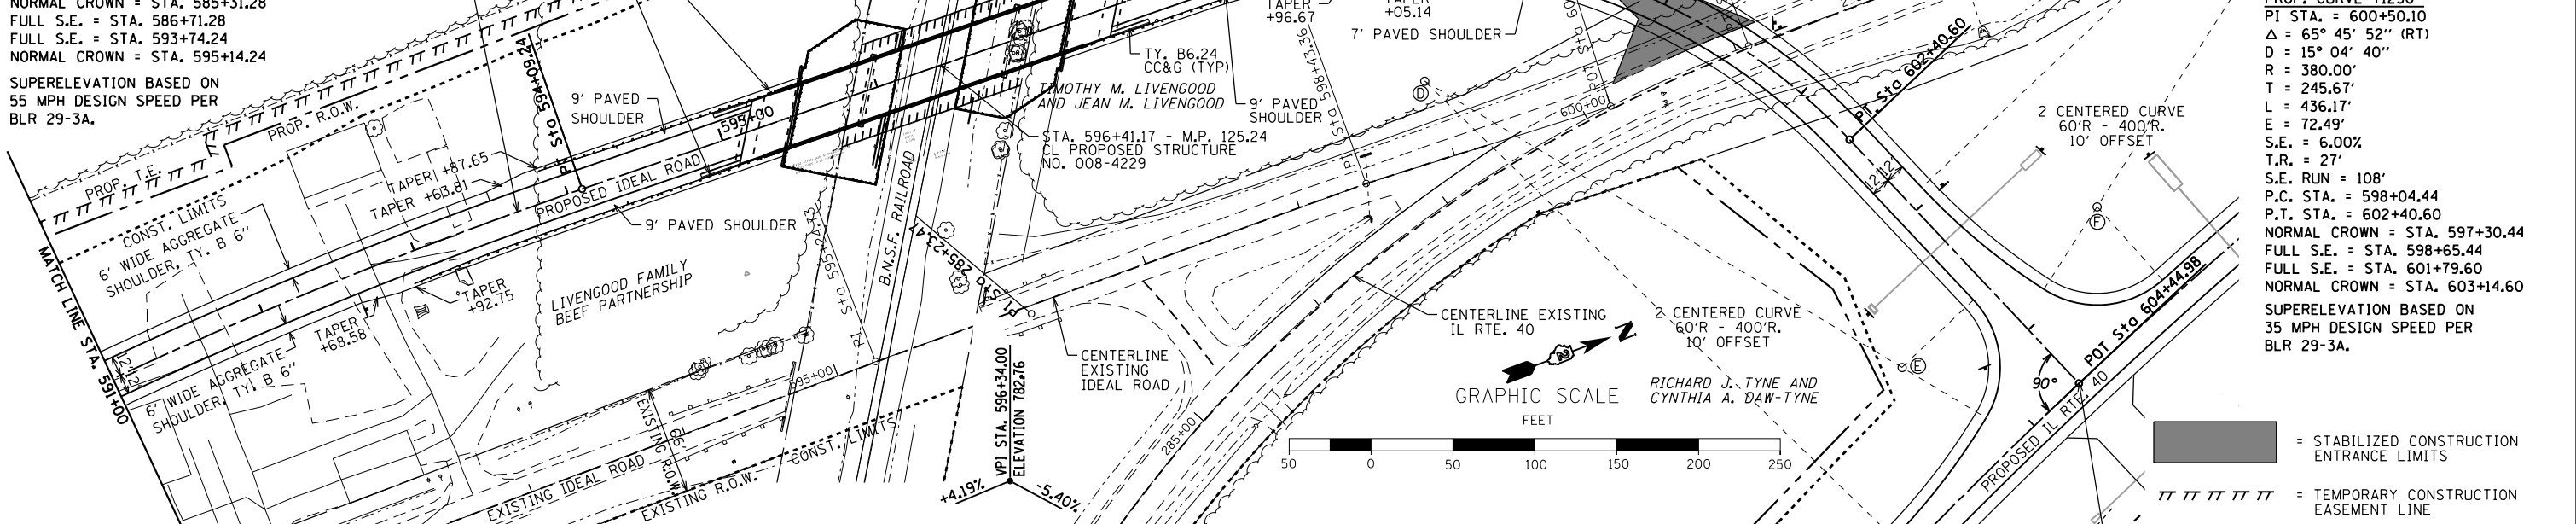 NORMAL CROWN = STA. 585+31.28
FULL S.E. = STA. 586+71.28
FULL S.E. = STA. 593+74.24
NORMAL CROWN = STA. 595+14.24
SUPERELEVATION BASED ON
55 MPH DESIGN SPEED PER
BLR 29-3A.
PROP. T.E.
PROP. R.O.W.
CONST. LIMITS
6' WIDE AGGREGATE
SHOULDER, TY. B 6"
MATCH LINE STA. 591+00
12'
12'
6' WIDE AGGREGATE
SHOULDER, TY. B 6"
TAPER +87.65
TAPER +63.81
TAPER
+68.58
TAPER
+92.75
Sta 594+09.24
9' PAVED
SHOULDER
PROPOSED IDEAL ROAD
595+00
9' PAVED SHOULDER
LIVENGOOD FAMILY
BEEF PARTNERSHIP
EXISTING IDEAL ROAD
EXISTING R.O.W.
EXISTING R.O.W.
66'
595+00
CONST. LIMITS
P.I. Sta 595+24.73
B.N.S.F. RAILROAD
TY. B6.24
CC&G (TYP)
TIMOTHY M. LIVENGOOD
AND JEAN M. LIVENGOOD
9' PAVED
SHOULDER
STA. 596+41.17 - M.P. 125.24
CL PROPOSED STRUCTURE
NO. 008-4229
PI Sta 285+23.47
VPI STA. 596+34.00
ELEVATION 782.76
+4.19%
-5.40%
CENTERLINE
EXISTING
IDEAL ROAD
TAPER
+96.67
TAPER
+05.14
7' PAVED SHOULDER
P.I. Sta 598+43.36
D
600+00
285+00
CENTERLINE EXISTING
IL RTE. 40
N
GRAPHIC SCALE
FEET
50 0 50 100 150 200 250
2 CENTERED CURVE
60'R - 400'R.
10' OFFSET
RICHARD J. TYNE AND
CYNTHIA A. DAW-TYNE
E
PT. Sta 602+40.60
12'
12'
2 CENTERED CURVE
60'R - 400'R.
10' OFFSET
F
90°
POT Sta 604+44.98
PROPOSED IL RTE. 40
PI STA. = 600+50.10
Δ = 65° 45' 52" (RT)
D = 15° 04' 40"
R = 380.00'
T = 245.67'
L = 436.17'
E = 72.49'
S.E. = 6.00%
T.R. = 27'
S.E. RUN = 108'
P.C. STA. = 598+04.44
P.T. STA. = 602+40.60
NORMAL CROWN = STA. 597+30.44
FULL S.E. = STA. 598+65.44
FULL S.E. = STA. 601+79.60
NORMAL CROWN = STA. 603+14.60
SUPERELEVATION BASED ON
35 MPH DESIGN SPEED PER
BLR 29-3A.
= STABILIZED CONSTRUCTION
ENTRANCE LIMITS
= TEMPORARY CONSTRUCTION
EASEMENT LINE